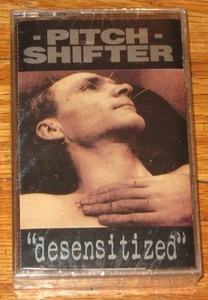 - PITCH -
SHIFTER
"desensitized"